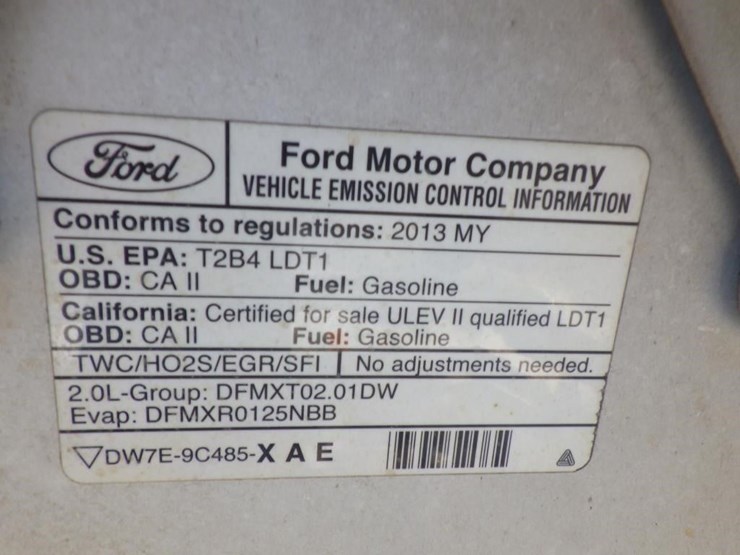 Ford
Ford Motor Company
VEHICLE EMISSION CONTROL INFORMATION
Conforms to regulations: 2013 MY
U.S. EPA: T2B4 LDT1
OBD: CA II Fuel: Gasoline
California: Certified for sale ULEV II qualified LDT1
OBD: CA II Fuel: Gasoline
TWC/HO2S/EGR/SFI No adjustments needed.
2.0L-Group: DFMXT02.01DW
Evap: DFMXR0125NBB
DW7E-9C485-X A E